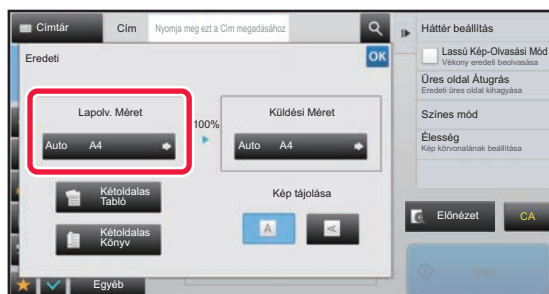 Címtár
Cím
Nyomja meg ezt a Cím megadásához
Eredeti
OK
Lapolv. Méret
100%
Küldési Méret
Auto A4
Auto A4
Kétoldalas
Tabló
Kétoldalas
Könyv
Kép tájolása
A
A
Egyéb
Háttér beállítás
Lassú Kép-Olvasási Mód
Vékony eredeti beolvasása
Üres oldal Átugrás
Eredeti üres oldal kihagyása
Színes mód
Élesség
Kép körvonalának beállítása
Előnézet
CA
Start